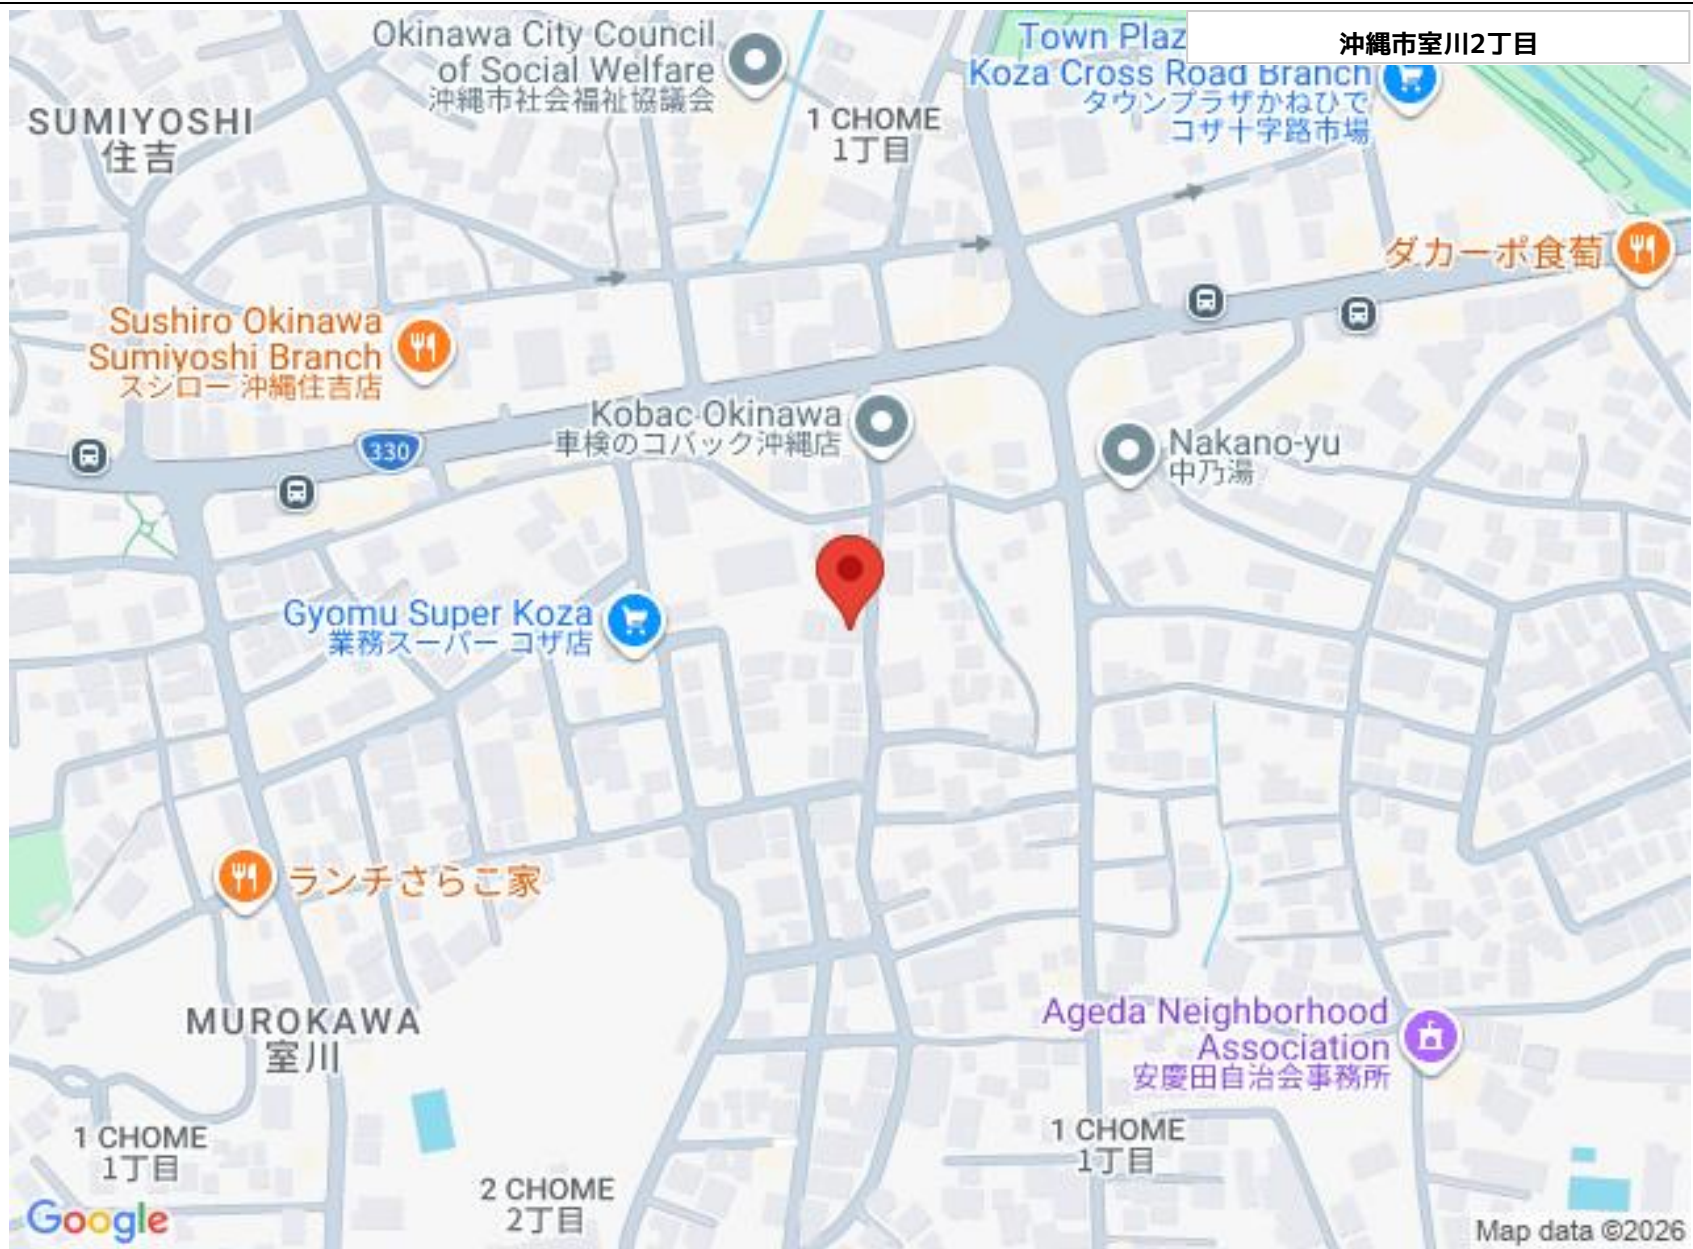 Okinawa City Council
of Social Welfare
沖縄市社会福祉協議会
Town Plaz
Koza Cross Road Branch
タウンプラザかねひで
コザ十字路市場
沖縄市室川2丁目
SUMIYOSHI
住吉
1 CHOME
1丁目
ダカーポ食萄
Sushiro Okinawa
Sumiyoshi Branch
スシロー 沖縄住吉店
330
Kobac Okinawa
車検のコバック沖縄店
Nakano-yu
中乃湯
Gyomu Super Koza
業務スーパー コザ店
ランチさらこ家
MUROKAWA
室川
Ageda Neighborhood
Association
安慶田自治会事務所
1 CHOME
1丁目
1 CHOME
1丁目
2 CHOME
2丁目
Google
Map data ©2026